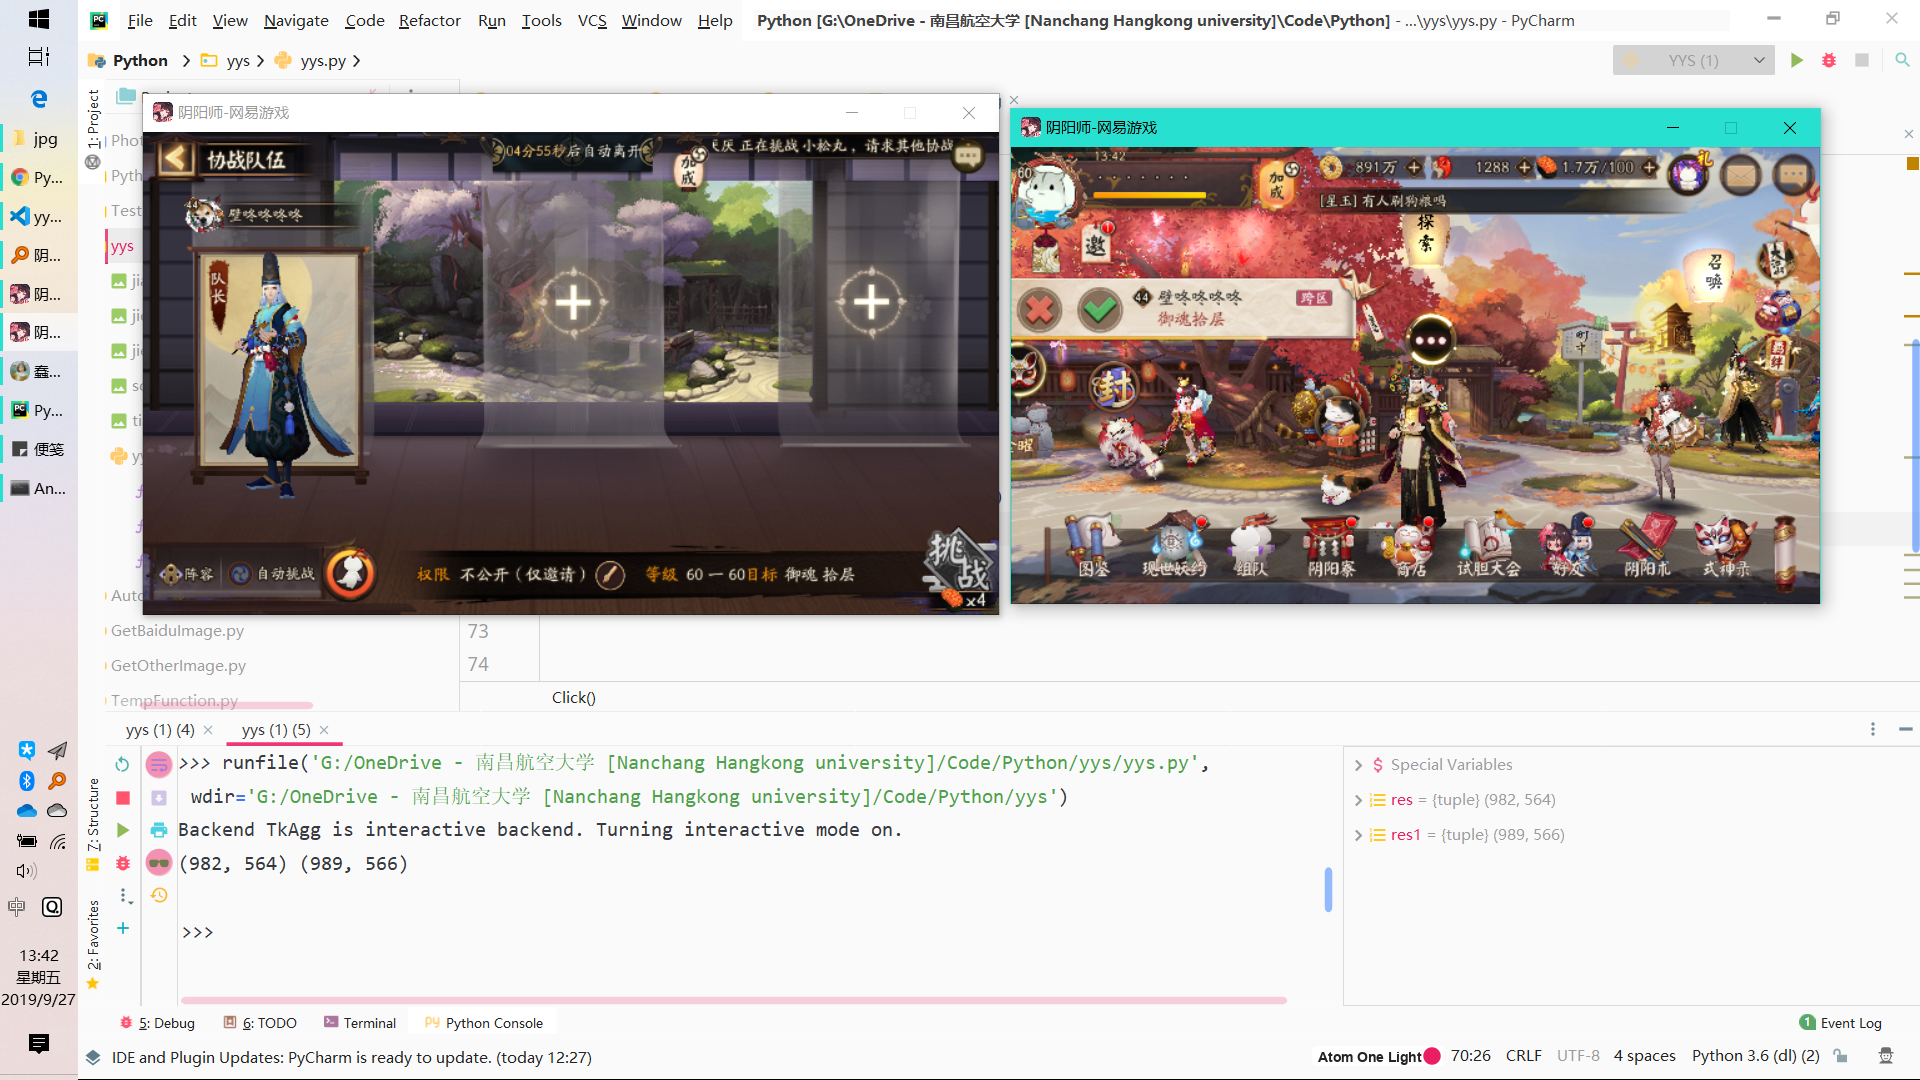 File Edit View Navigate Code Refactor Run Tools VCS Window Help Python [G:\OneDrive - 南昌航空大学 [Nanchang Hangkong university]\Code\Python] - ...\yys\yys.py - PyCharm
Python yys yys.py
YYS (1)
jpg
Py...
yy...
阴...
阴...
阴...
蠢...
Py...
便笺
An...
中
13:42
星期五
2019/9/27
1: Project
Test
yys
Auto
GetBaiduImage.py
GetOtherImage.py
TempFunction.py
阴阳师-网易游戏
协战队伍
04分55秒后自动离开
加成
正在挑战 小松丸，请求其他协战
44
壁咚咚咚咚
队长
阵容
自动挑战
权限 不公开（仅邀请）
等级 60 — 60 目标 御魂 拾层
挑战
x4
阴阳师-网易游戏
13:42
60
加成
891万
1288
1.7万/100
礼
[星玉] 有人刷狗粮吗
邀
探索
召唤
44 壁咚咚咚咚 跨区
御魂拾层
町中
封
图鉴
现世妖约
组队
阴阳寮
商店
试胆大会
好友
阴阳术
式神录
73
74
Click()
yys (1) (4)
yys (1) (5)
>>> runfile('G:/OneDrive - 南昌航空大学 [Nanchang Hangkong university]/Code/Python/yys/yys.py',
wdir='G:/OneDrive - 南昌航空大学 [Nanchang Hangkong university]/Code/Python/yys')
Backend TkAgg is interactive backend. Turning interactive mode on.
(982, 564) (989, 566)
>>>
Special Variables
res = {tuple} (982, 564)
res1 = {tuple} (989, 566)
7: Structure
2: Favorites
5: Debug 6: TODO Terminal Python Console
1 Event Log
IDE and Plugin Updates: PyCharm is ready to update. (today 12:27)
Atom One Light 70:26 CRLF UTF-8 4 spaces Python 3.6 (dl) (2)